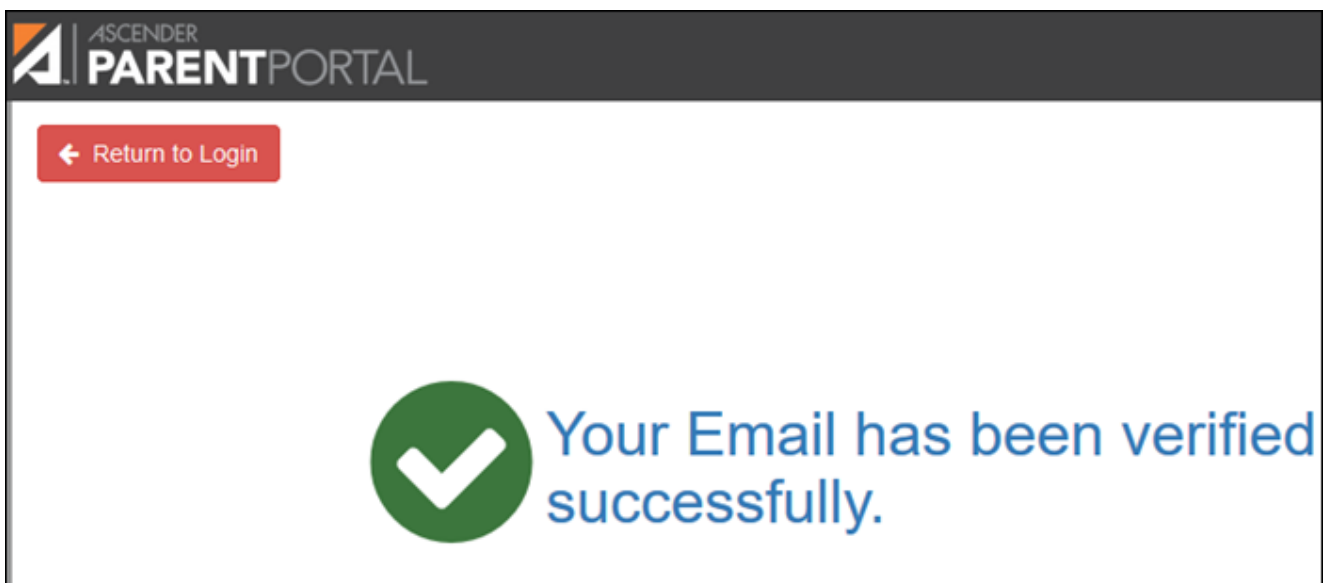 ASCENDER
PARENTPORTAL
Return to Login
Your Email has been verified
successfully.